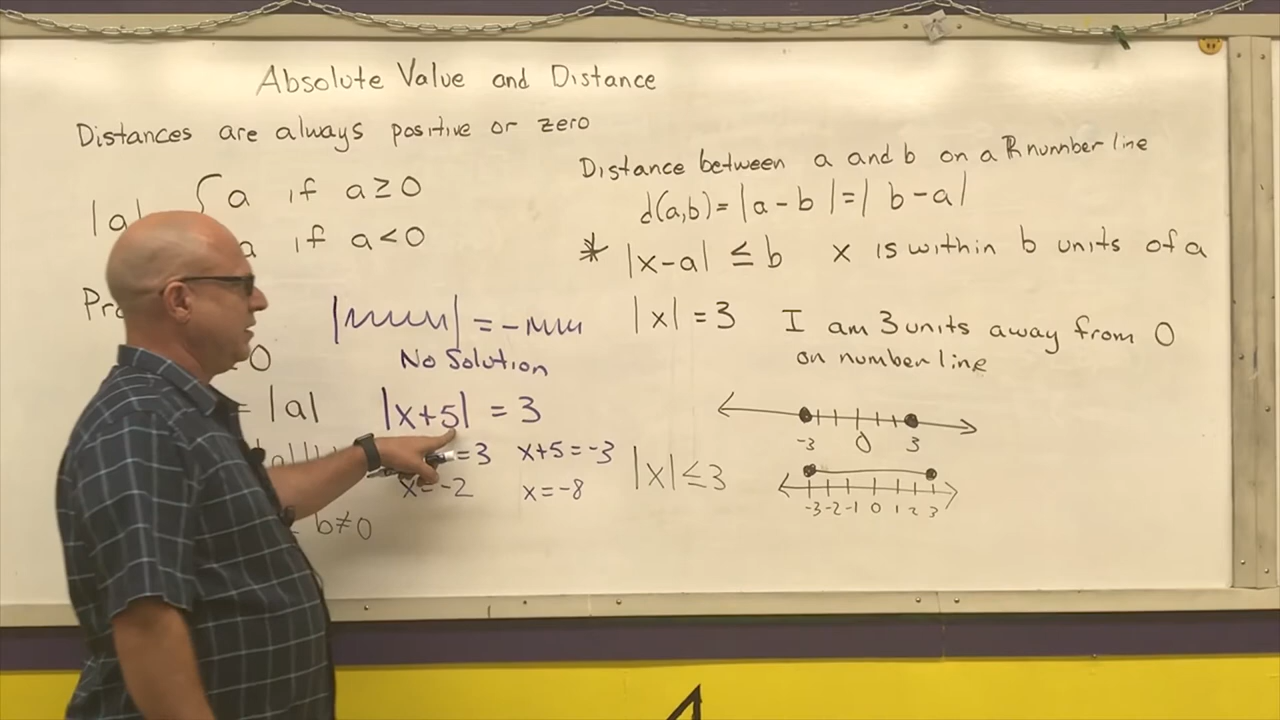 Absolute Value and Distance
Distances are always positive or zero
|a| { a if a ≥ 0
a if a < 0
|~~~| = -~~~
No Solution
= |a|
|x+5| = 3
= 3 x+5 = -3
x = -2 x = -8
b ≠ 0
Distance between a and b on a ℝ number line
d(a,b) = |a - b| = | b - a|
* |x-a| ≤ b x is within b units of a
|x| = 3 I am 3 units away from 0
on number line
-3 0 3
|x| ≤ 3
-3 -2 -1 0 1 2 3